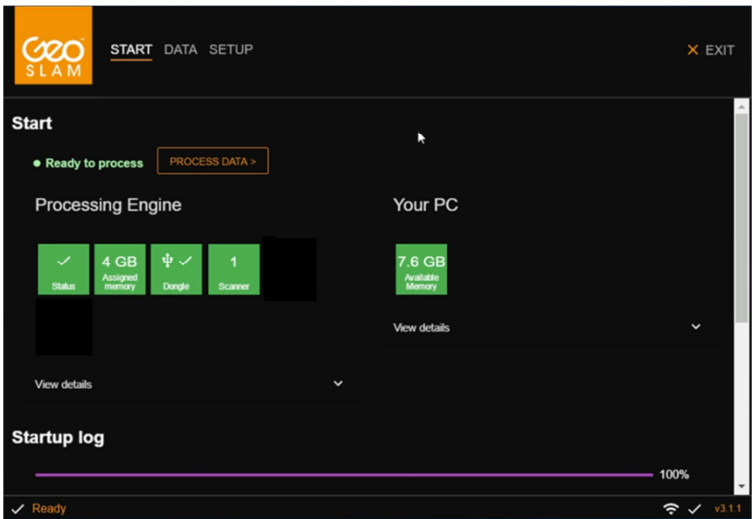 GEO™
SLAM
START DATA SETUP
EXIT
Start
Ready to process
PROCESS DATA >
Processing Engine
Status
4 GB
Assigned
memory
Dongle
1
Scanner
View details
Your PC
7.6 GB
Available
Memory
View details
Startup log
100%
Ready
v3.1.1